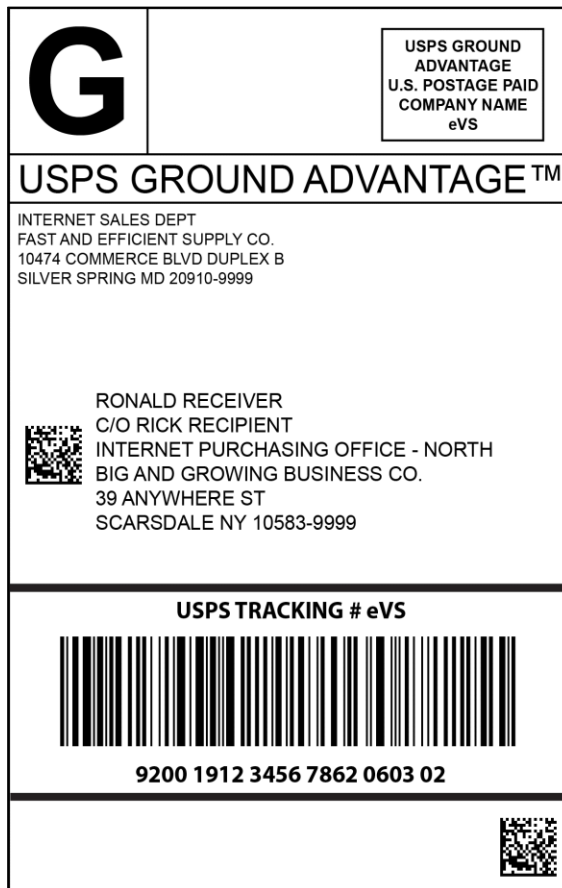 G
USPS GROUND
ADVANTAGE
U.S. POSTAGE PAID
COMPANY NAME
eVS
USPS GROUND ADVANTAGE™
INTERNET SALES DEPT
FAST AND EFFICIENT SUPPLY CO.
10474 COMMERCE BLVD DUPLEX B
SILVER SPRING MD 20910-9999
RONALD RECEIVER
C/O RICK RECIPIENT
INTERNET PURCHASING OFFICE - NORTH
BIG AND GROWING BUSINESS CO.
39 ANYWHERE ST
SCARSDALE NY 10583-9999
USPS TRACKING # eVS
9200 1912 3456 7862 0603 02